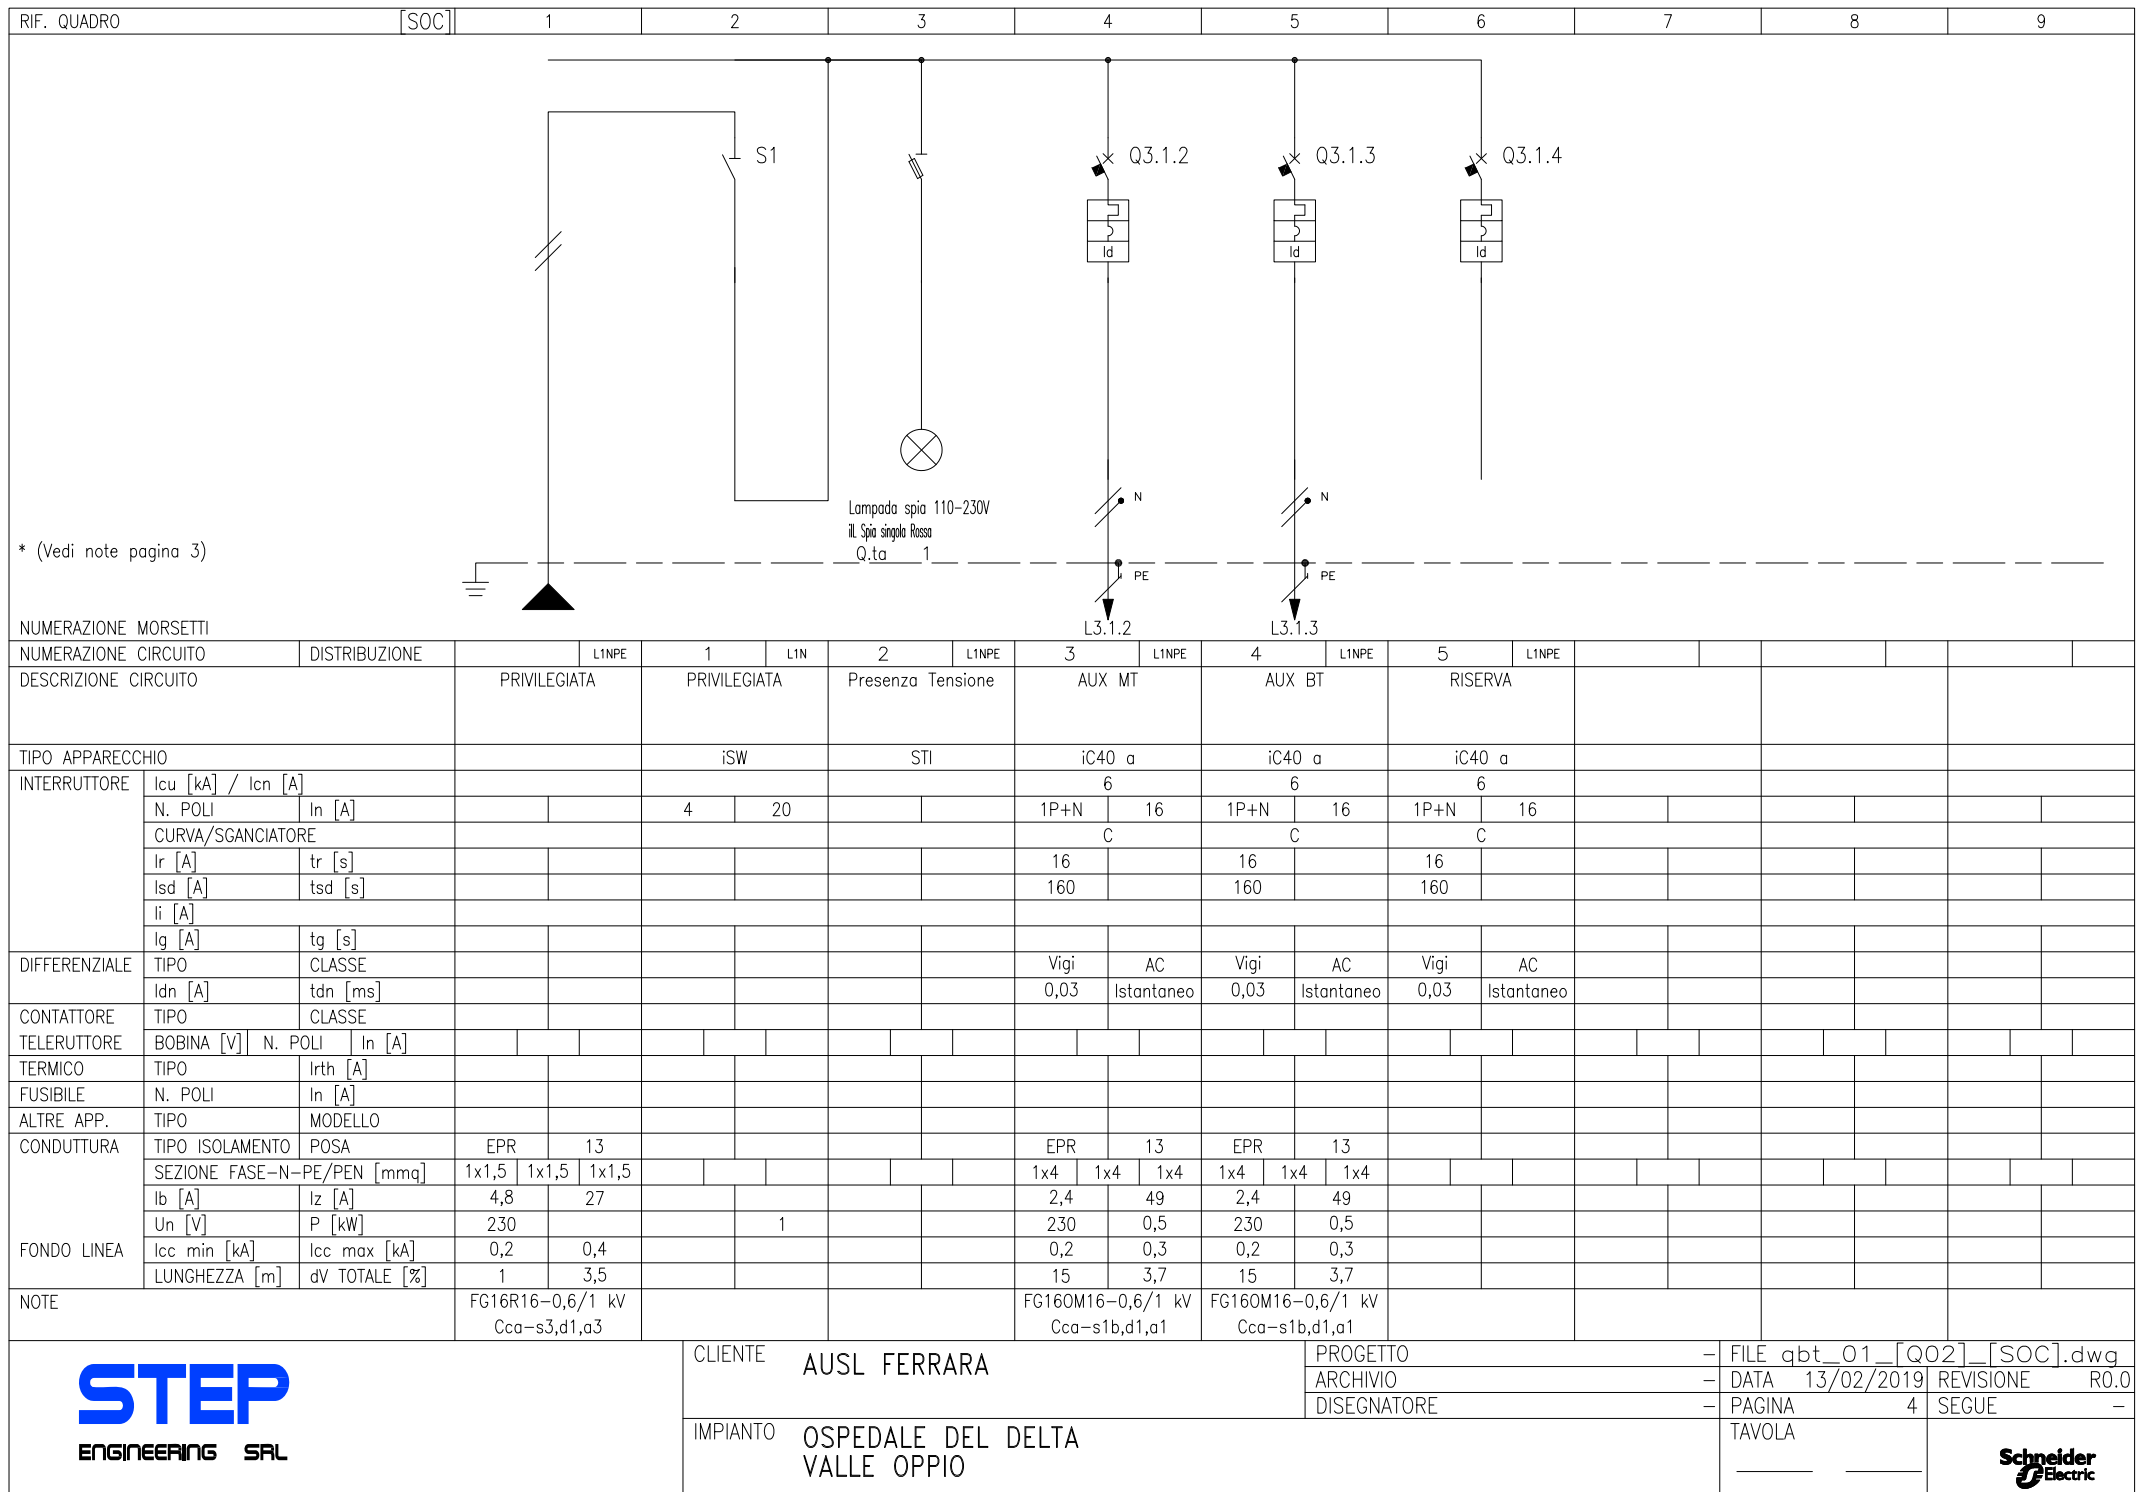 RIF. QUADRO [SOC] 1 2 3 4 5 6 7 8 9
S1 Q3.1.2 Q3.1.3 Q3.1.4
Id Id Id
Lampada spia 110-230V
iIL Spia singola Rossa
Q.ta 1
N N
* (Vedi note pagina 3)
PE PE
NUMERAZIONE MORSETTI L3.1.2 L3.1.3
NUMERAZIONE CIRCUITO DISTRIBUZIONE L1NPE 1 L1N 2 L1NPE 3 L1NPE 4 L1NPE 5 L1NPE
DESCRIZIONE CIRCUITO PRIVILEGIATA PRIVILEGIATA Presenza Tensione AUX MT AUX BT RISERVA
TIPO APPARECCHIO iSW STI iC40 a iC40 a iC40 a
INTERRUTTORE Icu [kA] / Icn [A] 6 6 6
N. POLI In [A] 4 20 1P+N 16 1P+N 16 1P+N 16
CURVA/SGANCIATORE C C C
Ir [A] tr [s] 16 16 16
Isd [A] tsd [s] 160 160 160
Ii [A]
Ig [A] tg [s]
DIFFERENZIALE TIPO CLASSE Vigi AC Vigi AC Vigi AC
Idn [A] tdn [ms] 0,03 Istantaneo 0,03 Istantaneo 0,03 Istantaneo
CONTATTORE TIPO CLASSE
TELERUTTORE BOBINA [V] N. POLI In [A]
TERMICO TIPO Irth [A]
FUSIBILE N. POLI In [A]
ALTRE APP. TIPO MODELLO
CONDUTTURA TIPO ISOLAMENTO POSA EPR 13 EPR 13 EPR 13
SEZIONE FASE-N-PE/PEN [mmq] 1x1,5 1x1,5 1x1,5 1x4 1x4 1x4 1x4 1x4 1x4
Ib [A] Iz [A] 4,8 27 2,4 49 2,4 49
Un [V] P [kW] 230 1 230 0,5 230 0,5
FONDO LINEA Icc min [kA] Icc max [kA] 0,2 0,4 0,2 0,3 0,2 0,3
LUNGHEZZA [m] dV TOTALE [%] 1 3,5 15 3,7 15 3,7
NOTE FG16R16-0,6/1 kV FG16OM16-0,6/1 kV FG16OM16-0,6/1 kV
Cca-s3,d1,a3 Cca-s1b,d1,a1 Cca-s1b,d1,a1
STEP
ENGINEERING SRL
CLIENTE AUSL FERRARA
IMPIANTO OSPEDALE DEL DELTA
VALLE OPPIO
PROGETTO -
ARCHIVIO -
DISEGNATORE -
FILE qbt_01_[Q02]_[SOC].dwg
DATA 13/02/2019 REVISIONE R0.0
PAGINA 4 SEGUE -
TAVOLA
Schneider
Electric